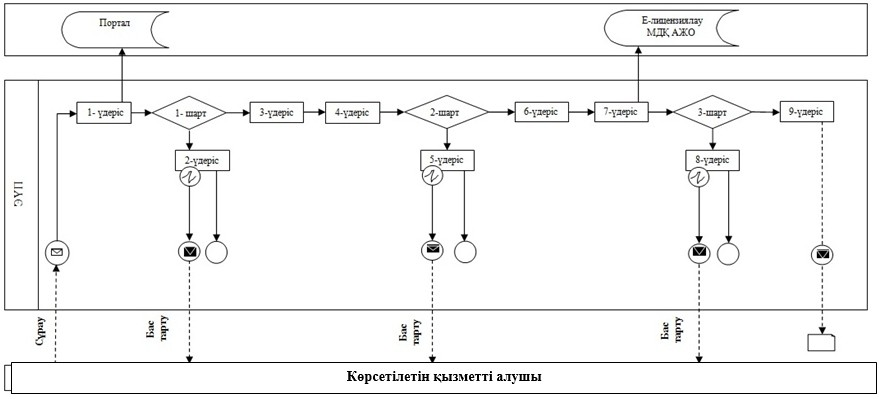 Портал
Е-лицензиялау
МДҚ АЖО
1- үдеріс
1- шарт
3-үдеріс
4-үдеріс
2-шарт
6-үдеріс
7-үдеріс
3-шарт
9-үдеріс
2-үдеріс
5-үдеріс
8-үдеріс
ЭҮП
Сұрау
Бас
тарту
Бас
тарту
Бас
тарту
Көрсетілетін қызметті алушы